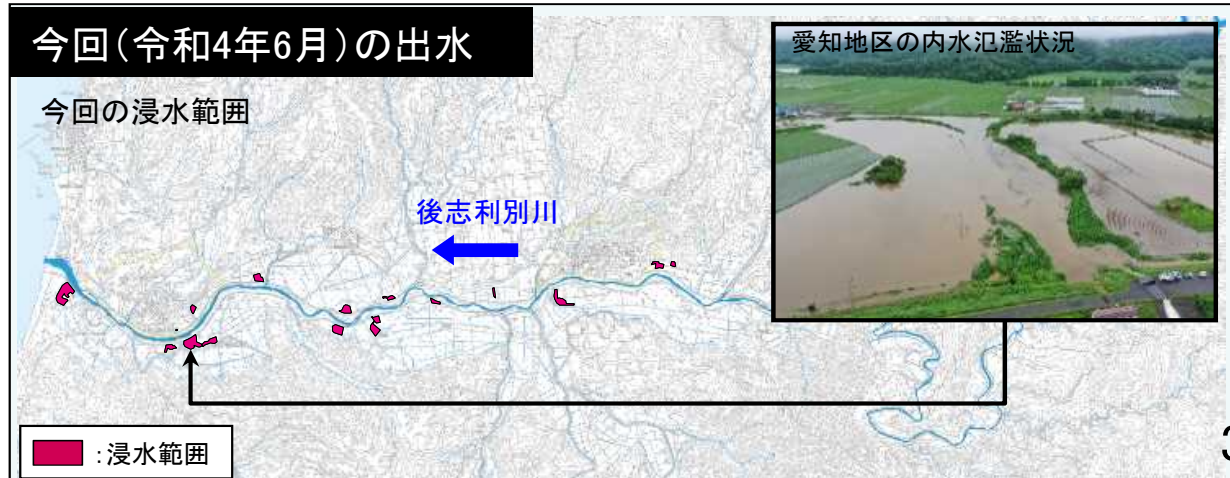 今回(令和4年6月)の出水
今回の浸水範囲
愛知地区の内水氾濫状況
後志利別川
:浸水範囲